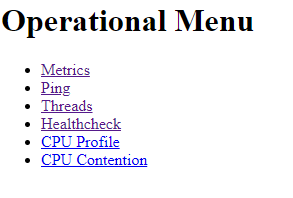 Operational Menu
Metrics
Ping
Threads
Healthcheck
CPU Profile
CPU Contention